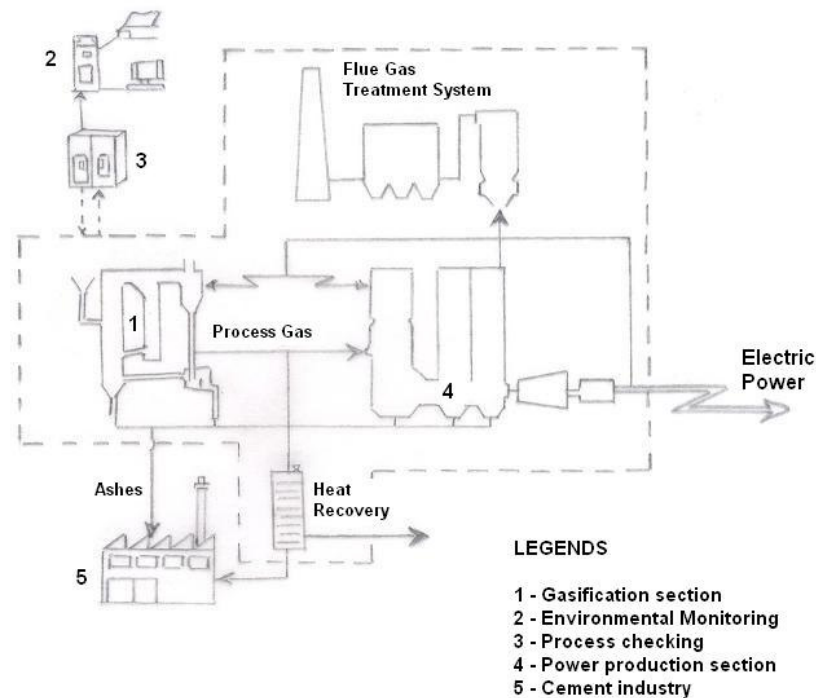 2
Flue Gas
Treatment System
3
1
Process Gas
4
Electric
Power
Ashes
Heat
Recovery
5
LEGENDS
1 - Gasification section
2 - Environmental Monitoring
3 - Process checking
4 - Power production section
5 - Cement industry